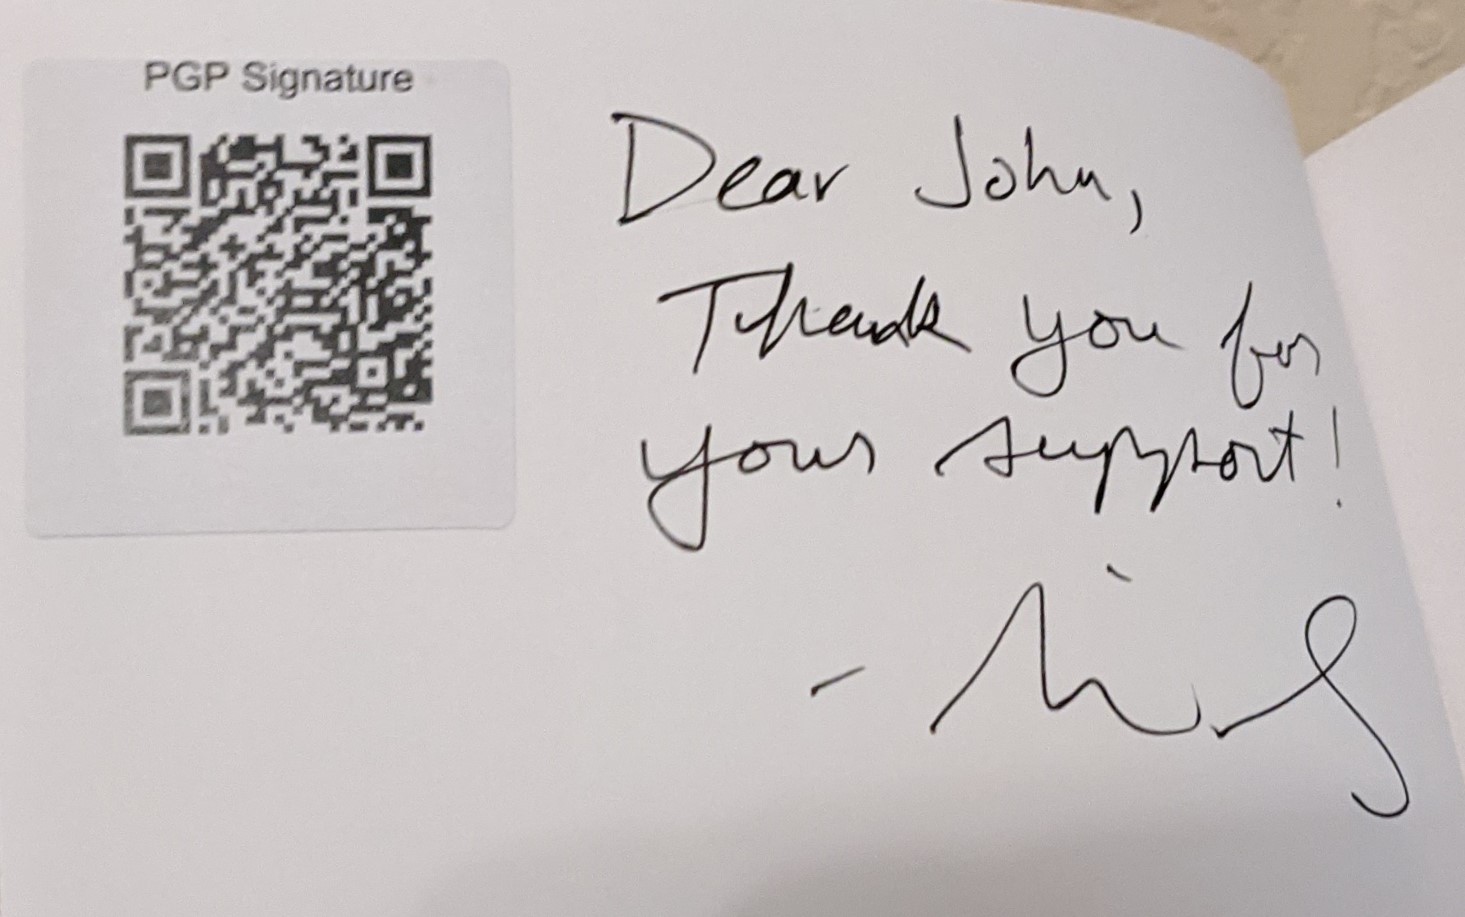 PGP Signature
Dear John,
Thank you for
your support!